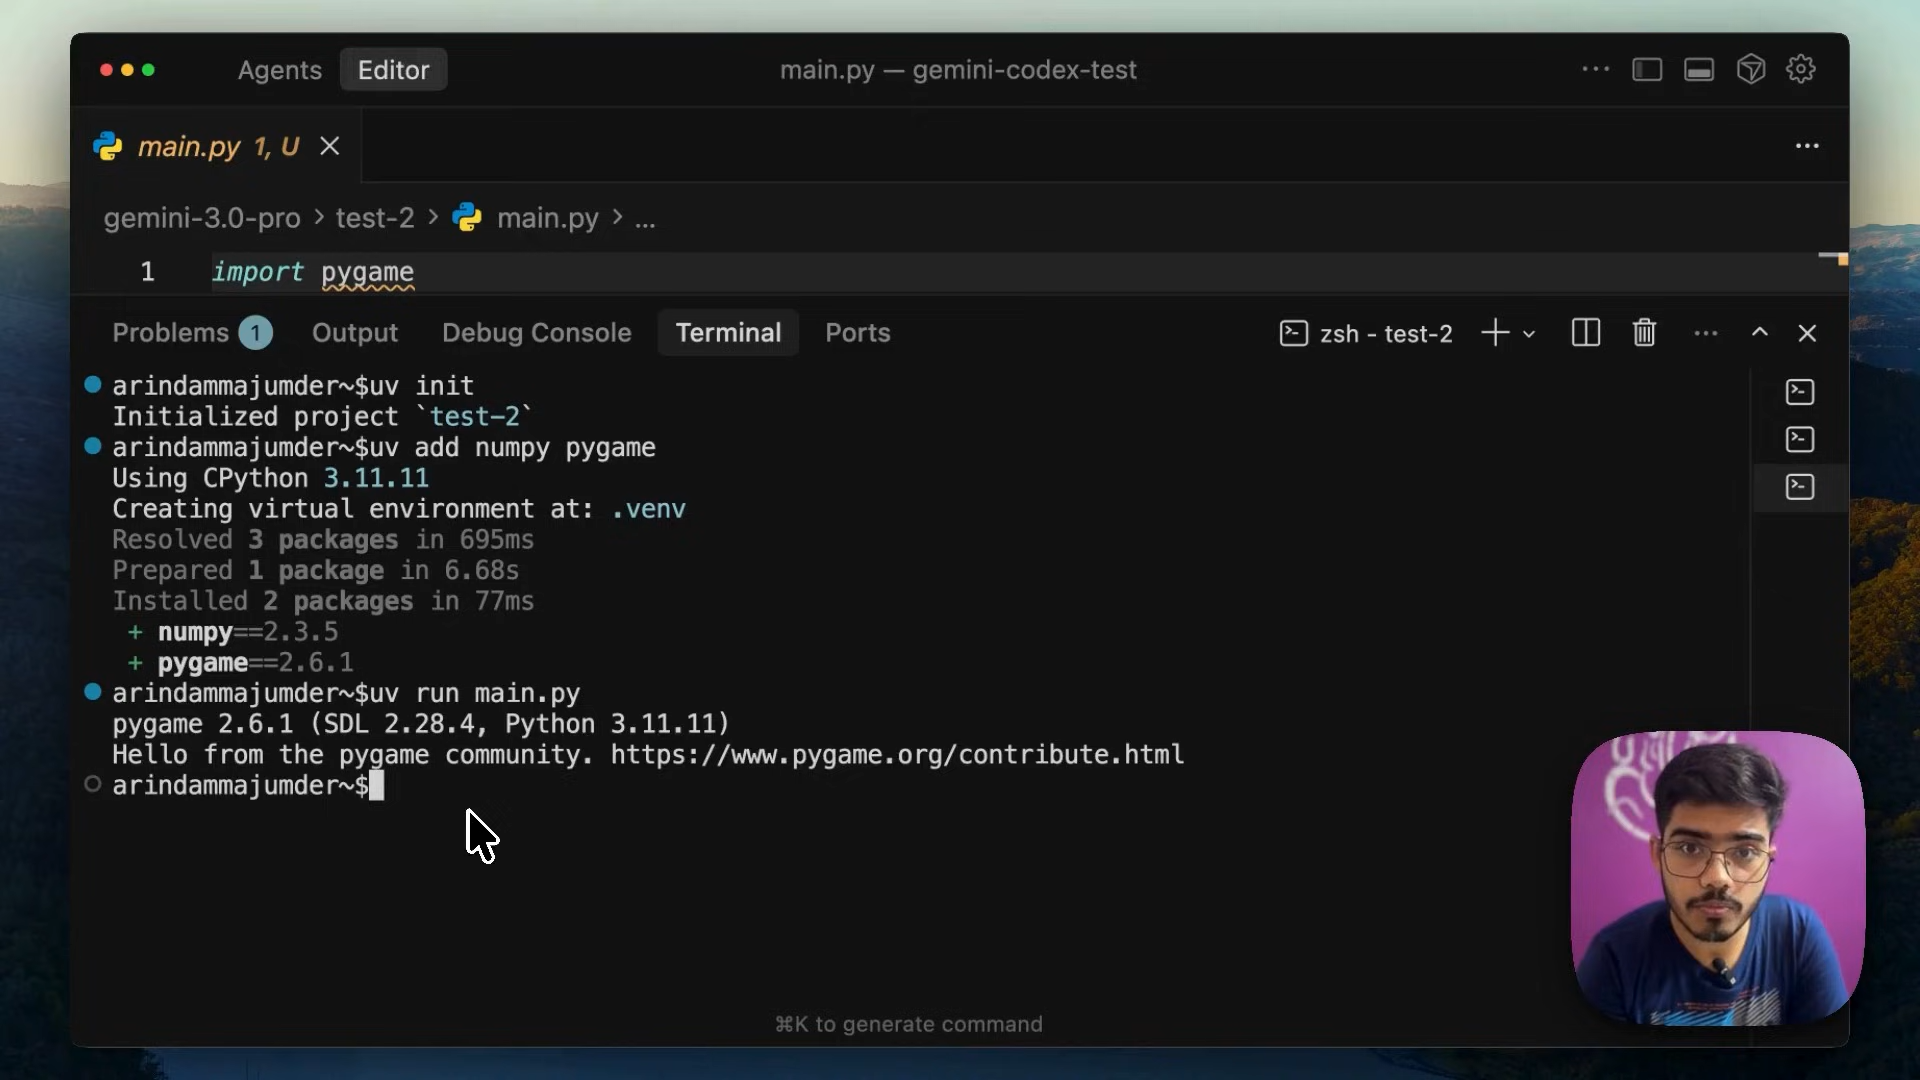 Agents Editor main.py — gemini-codex-test
main.py 1, U
gemini-3.0-pro > test-2 > main.py > ...
1 import pygame
Problems 1 Output Debug Console Terminal Ports zsh - test-2
arindammajumder~$uv init
Initialized project `test-2`
arindammajumder~$uv add numpy pygame
Using CPython 3.11.11
Creating virtual environment at: .venv
Resolved 3 packages in 695ms
Prepared 1 package in 6.68s
Installed 2 packages in 77ms
+ numpy==2.3.5
+ pygame==2.6.1
arindammajumder~$uv run main.py
pygame 2.6.1 (SDL 2.28.4, Python 3.11.11)
Hello from the pygame community. https://www.pygame.org/contribute.html
arindammajumder~$
⌘K to generate command